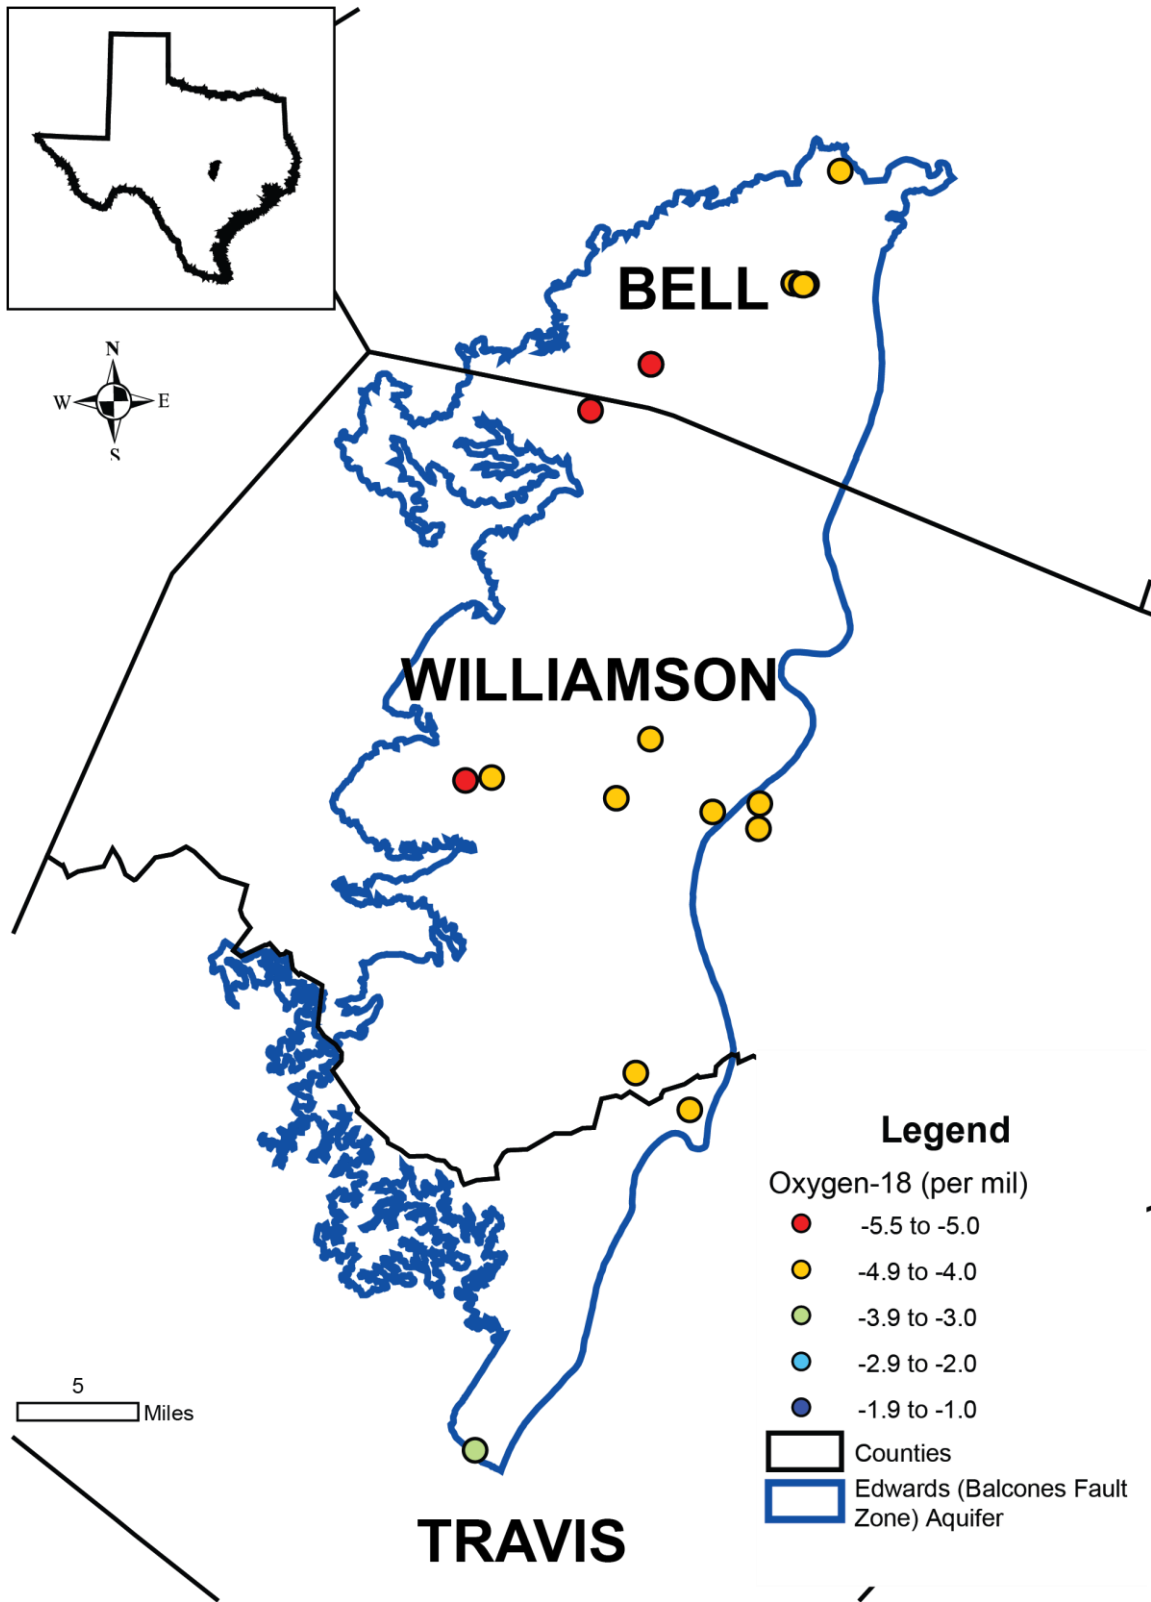 BELL
N
W
E
S
WILLIAMSON
Legend
Oxygen-18 (per mil)
-5.5 to -5.0
-4.9 to -4.0
-3.9 to -3.0
-2.9 to -2.0
-1.9 to -1.0
Counties
Edwards (Balcones Fault
Zone) Aquifer
5
Miles
TRAVIS